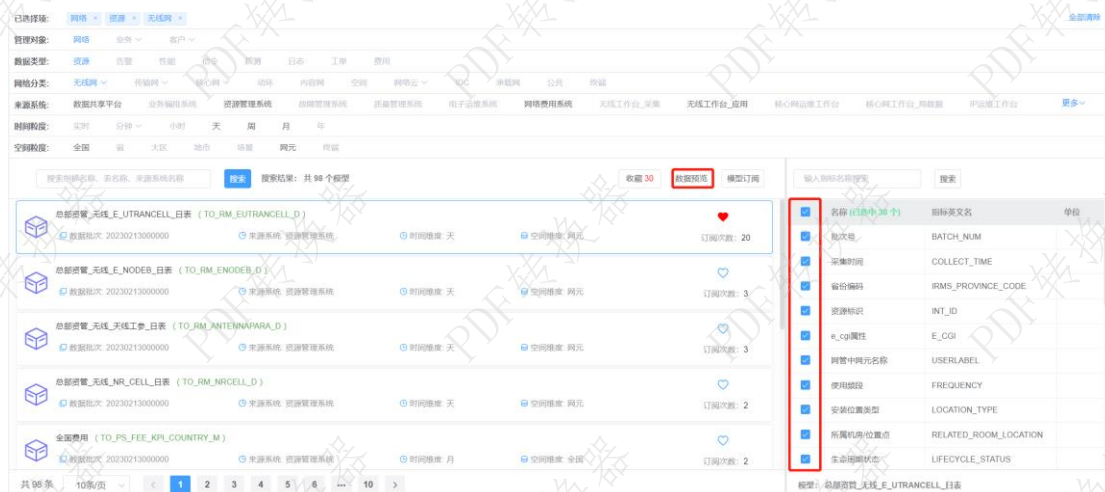 已选择项: 网络 × 资源 × 无线网 × 全部清除
管理对象: 网络 业务 客户
数据类型: 资源 告警 性能 信令 拨测 日志 工单 费用
网络分类: 无线网 传输网 核心网 动环 内容网 空间 网络云 IDC 承载网 公共 终端
来源系统: 数据共享平台 业务编排系统 资源管理系统 故障管理系统 质量管理系统 电子运维系统 网络费用系统 无线工作台_采集 无线工作台_应用 核心网运维工作台 核心网工作台_局数据 IP运维工作台 更多
时间粒度: 实时 分钟 小时 天 周 月 年
空间粒度: 全国 省 大区 地市 场景 网元 终端
搜索指标名称、表名称、来源系统名称 搜索 搜索结果: 共 98 个模型 收藏 30 数据预览 模型订阅
总部资管_无线_E_UTRANCELL_日表 ( TO_RM_EUTRANCELL_D )
数据批次: 20230213000000 来源系统: 资源管理系统 时间维度: 天 空间维度: 网元 订阅次数: 20
总部资管_无线_E_NODEB_日表 ( TO_RM_ENODEB_D )
数据批次: 20230213000000 来源系统: 资源管理系统 时间维度: 天 空间维度: 网元 订阅次数: 3
总部资管_无线_天线工参_日表 ( TO_RM_ANTENNAPARA_D )
数据批次: 20230213000000 来源系统: 资源管理系统 时间维度: 天 空间维度: 网元 订阅次数: 3
总部资管_无线_NR_CELL_日表 ( TO_RM_NRCELL_D )
数据批次: 20230213000000 来源系统: 资源管理系统 时间维度: 天 空间维度: 网元 订阅次数: 2
全国费用 ( TO_PS_FEE_KPI_COUNTRY_M )
数据批次: 20230213000000 来源系统: 资源管理系统 时间维度: 月 空间维度: 全国 订阅次数: 2
共 98 条 10条/页 < 1 2 3 4 5 6 ••• 10 >
输入指标名称搜索 搜索
名称 (已选中 38 个) 指标英文名 单位
批次号 BATCH_NUM
采集时间 COLLECT_TIME
省份编码 IRMS_PROVINCE_CODE
资源标识 INT_ID
e_cgi属性 E_CGI
网管中网元名称 USERLABEL
使用频段 FREQUENCY
安装位置类型 LOCATION_TYPE
所属机房/位置点 RELATED_ROOM_LOCATION
生命周期状态 LIFECYCLE_STATUS
模型: 总部资管_无线_E_UTRANCELL_日表
PDF转换器